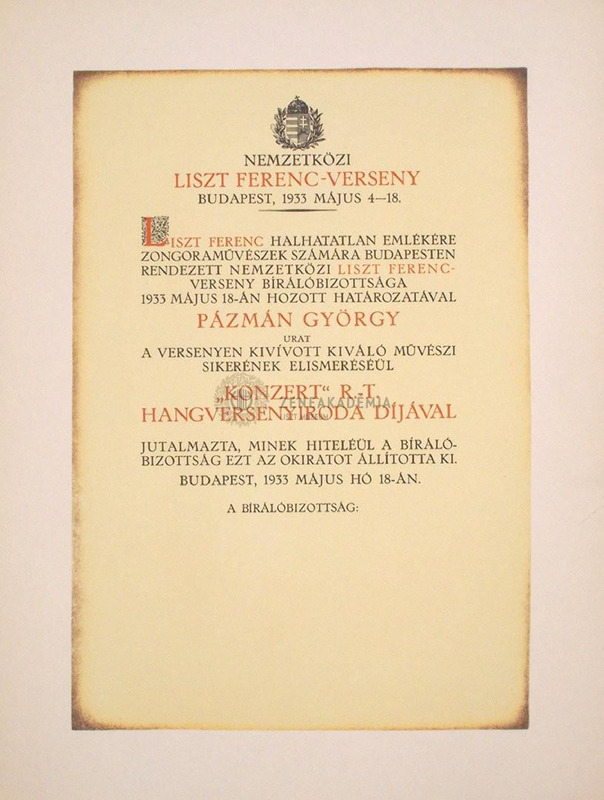 NEMZETKÖZI
LISZT FERENC-VERSENY
BUDAPEST, 1933 MÁJUS 4—18.
LISZT FERENC HALHATATLAN EMLÉKÉRE
ZONGORAMŰVÉSZEK SZÁMÁRA BUDAPESTEN
RENDEZETT NEMZETKÖZI LISZT FERENC-
VERSENY BÍRÁLÓBIZOTTSÁGA
1933 MÁJUS 18-ÁN HOZOTT HATÁROZATÁVAL
PÁZMÁN GYÖRGY
URAT
A VERSENYEN KIVÍVOTT KIVÁLÓ MŰVÉSZI
SIKERÉNEK ELISMERÉSÉÜL
„KONZERT“ R.-T.
ZENEAKADÉMIA
HANGVERSENYIRODA DÍJÁVAL
LISZT MÚZEUM
JUTALMAZTA, MINEK HITELÉÜL A BÍRÁLÓ-
BIZOTTSÁG EZT AZ OKIRATOT ÁLLÍTOTTA KI.
BUDAPEST, 1933 MÁJUS HÓ 18-ÁN.
A BÍRÁLÓBIZOTTSÁG: